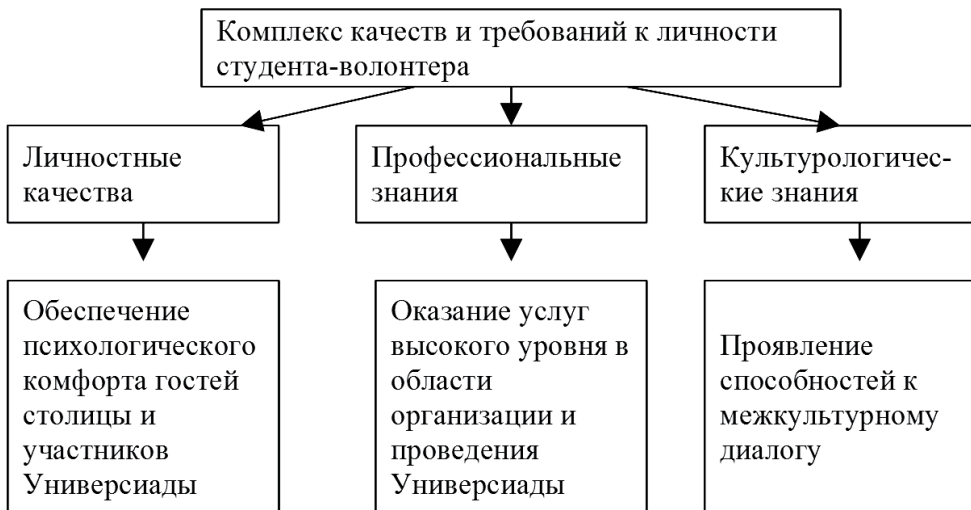 Комплекс качеств и требований к личности
студента-волонтера
Личностные
качества
Профессиональные
знания
Культурологичес-
кие знания
Обеспечение
психологического
комфорта гостей
столицы и
участников
Универсиады
Оказание услуг
высокого уровня в
области
организации и
проведения
Универсиады
Проявление
способностей к
межкультурному
диалогу